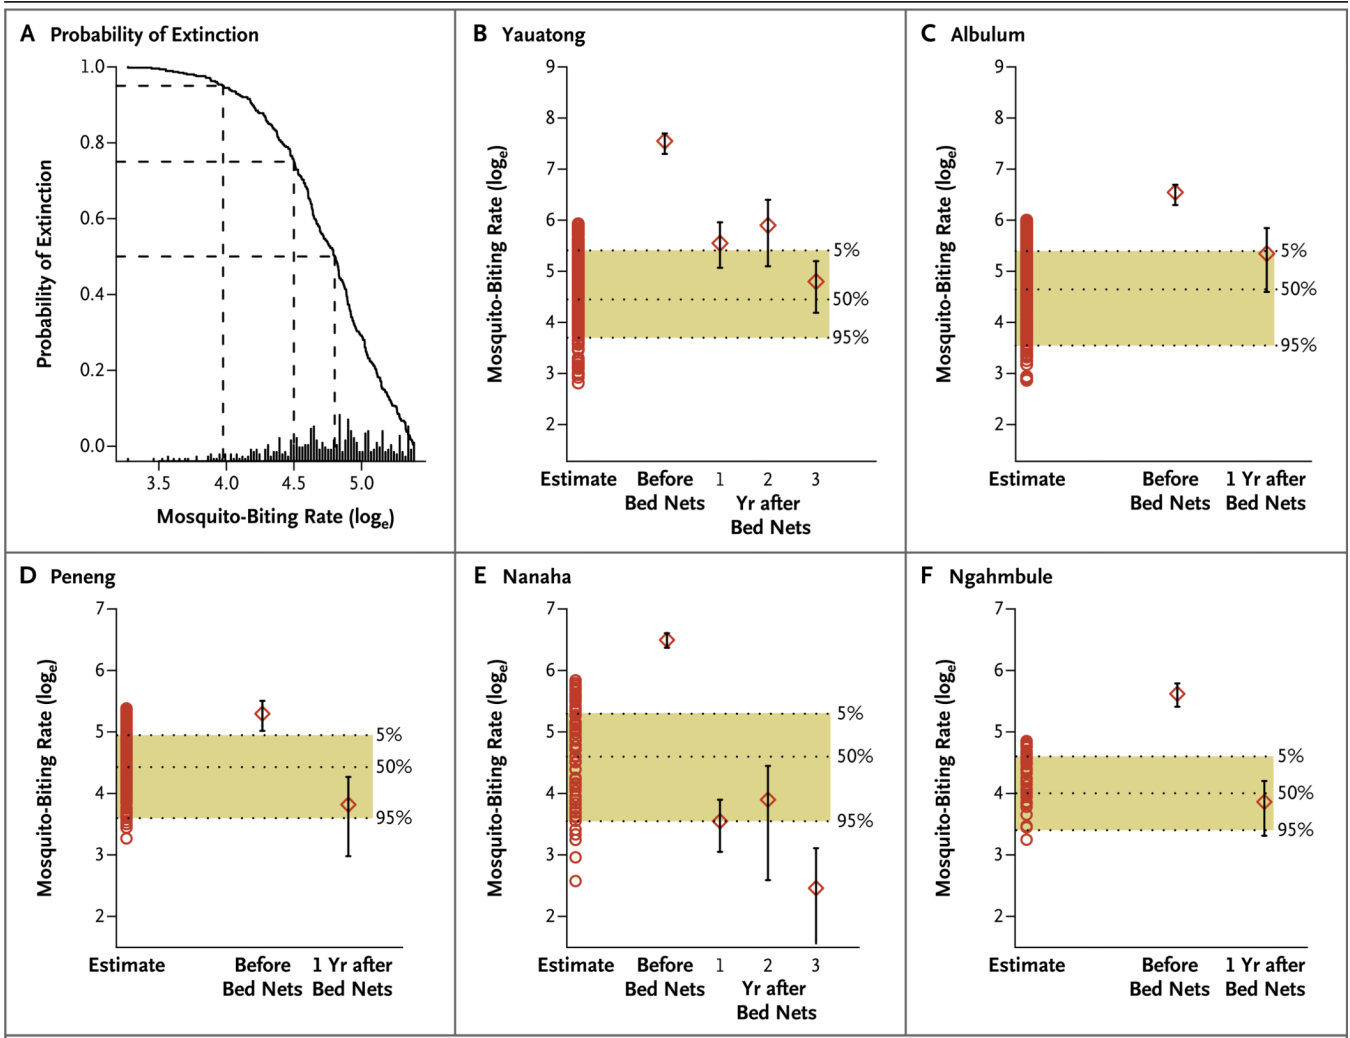 A Probability of Extinction
Probability of Extinction
1.0
0.8
0.6
0.4
0.2
0.0
3.5 4.0 4.5 5.0
Mosquito-Biting Rate (logₑ)
B Yauatong
Mosquito-Biting Rate (logₑ)
9
8
7
6
5
4
3
2
5%
50%
95%
Estimate Before Bed Nets 1 2 3
Yr after
Bed Nets
C Albulum
Mosquito-Biting Rate (logₑ)
9
8
7
6
5
4
3
2
5%
50%
95%
Estimate Before 1 Yr after
Bed Nets Bed Nets
D Peneng
Mosquito-Biting Rate (logₑ)
7
6
5
4
3
2
5%
50%
95%
Estimate Before 1 Yr after
Bed Nets Bed Nets
E Nanaha
Mosquito-Biting Rate (logₑ)
7
6
5
4
3
2
5%
50%
95%
Estimate Before Bed Nets 1 2 3
Yr after
Bed Nets
F Ngahmbule
Mosquito-Biting Rate (logₑ)
7
6
5
4
3
2
5%
50%
95%
Estimate Before 1 Yr after
Bed Nets Bed Nets